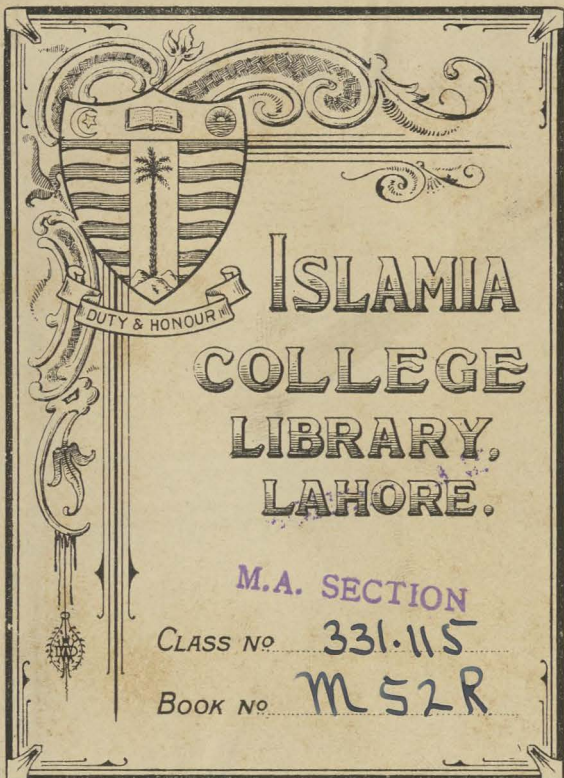 DUTY & HONOUR
ISLAMIA
COLLEGE
LIBRARY,
LAHORE.
M.A. SECTION
CLASS NO 331.115
BOOK NO M52R